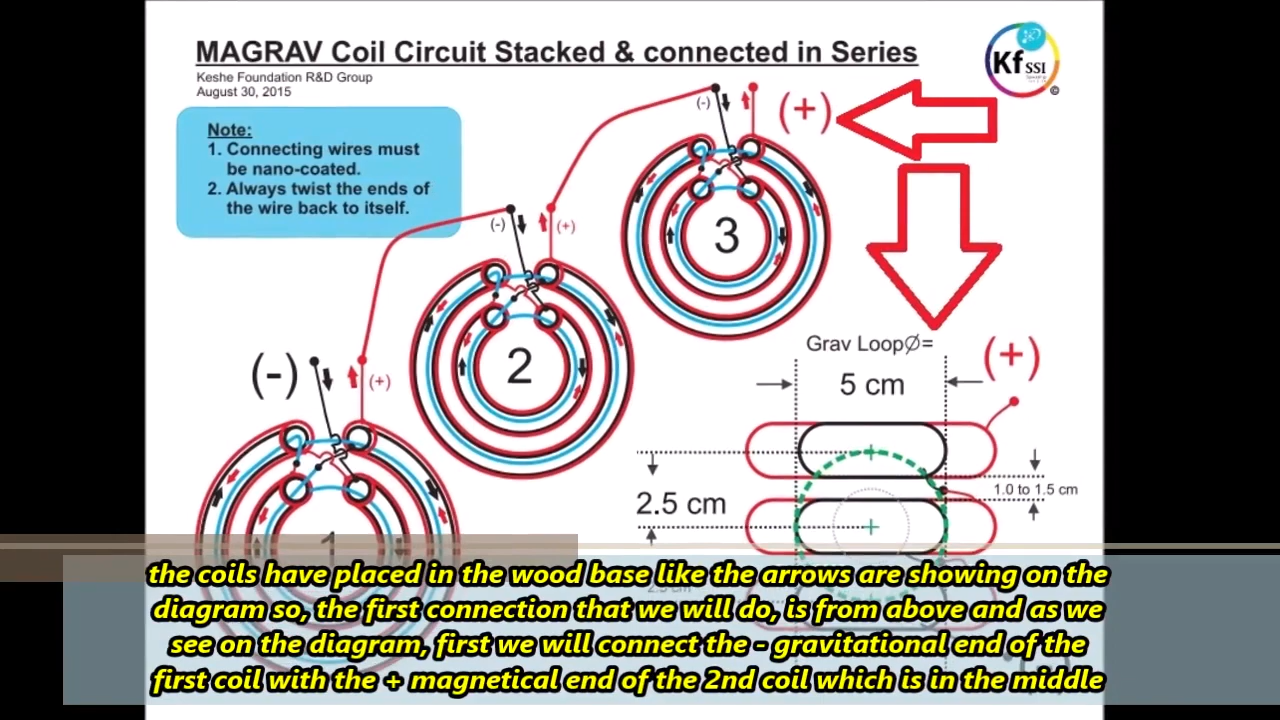 MAGRAV Coil Circuit Stacked & connected in Series
Keshe Foundation R&D Group
August 30, 2015
Kf SSI
©
Note:
1. Connecting wires must
be nano-coated.
2. Always twist the ends of
the wire back to itself.
(-)
(+)
3
(-)
(+)
2
(-)
(+)
1
Grav Loop∅=
5 cm
(+)
2.5 cm
1.0 to 1.5 cm
2.5 cm
the coils have placed in the wood base like the arrows are showing on the
diagram so, the first connection that we will do, is from above and as we
see on the diagram, first we will connect the - gravitational end of the
first coil with the + magnetical end of the 2nd coil which is in the middle